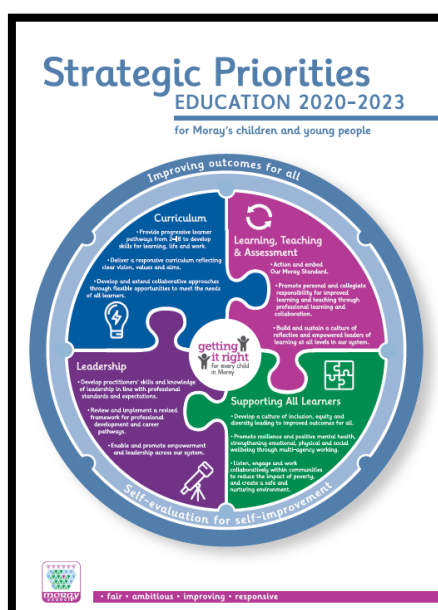 Strategic Priorities
EDUCATION 2020-2023
for Moray's children and young people
Improving outcomes for all
Curriculum
• Provide progressive learner
pathways from 2-18 to develop
skills for learning, life and work.
• Deliver a responsive curriculum reflecting
clear vision, values and aims.
• Develop and extend collaborative approaches
through flexible opportunities to meet the needs
of all learners.
Learning, Teaching
& Assessment
• Action and embed
Our Moray Standard.
• Promote personal and collegiate
responsibility for improved
learning and teaching through
professional learning and
collaboration.
• Build and sustain a culture of
reflective and empowered leaders of
learning at all levels in our system.
getting
it right
for every child
in Moray
Leadership
• Develop practitioners' skills and knowledge
of leadership in line with professional
standards and expectations.
• Review and implement a revised
framework for professional
development and career
pathways.
• Enable and promote empowerment
and leadership across our system.
Supporting All Learners
• Develop a culture of inclusion, equity and
diversity leading to improved outcomes for all.
• Promote resilience and positive mental health,
strengthening emotional, physical and social
wellbeing through multi-agency working.
• Listen, engage and work
collaboratively within communities
to reduce the impact of poverty,
and create a safe and
nurturing environment.
Self-evaluation for self-improvement
moray
COUNCIL
• fair • ambitious • improving • responsive